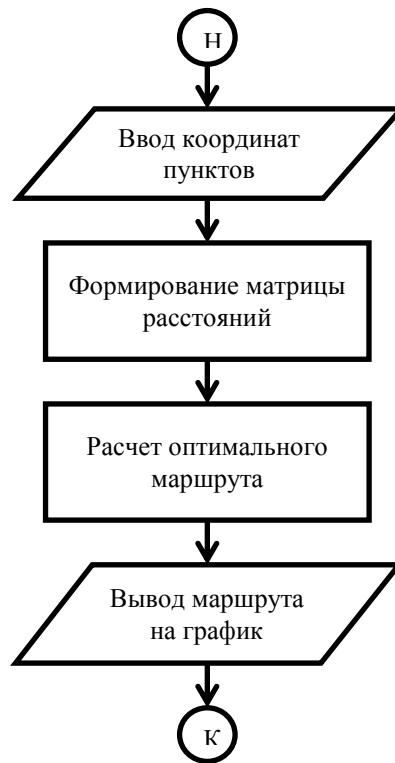 Н
Ввод координат
пунктов
Формирование матрицы
расстояний
Расчет оптимального
маршрута
Вывод маршрута
на график
К